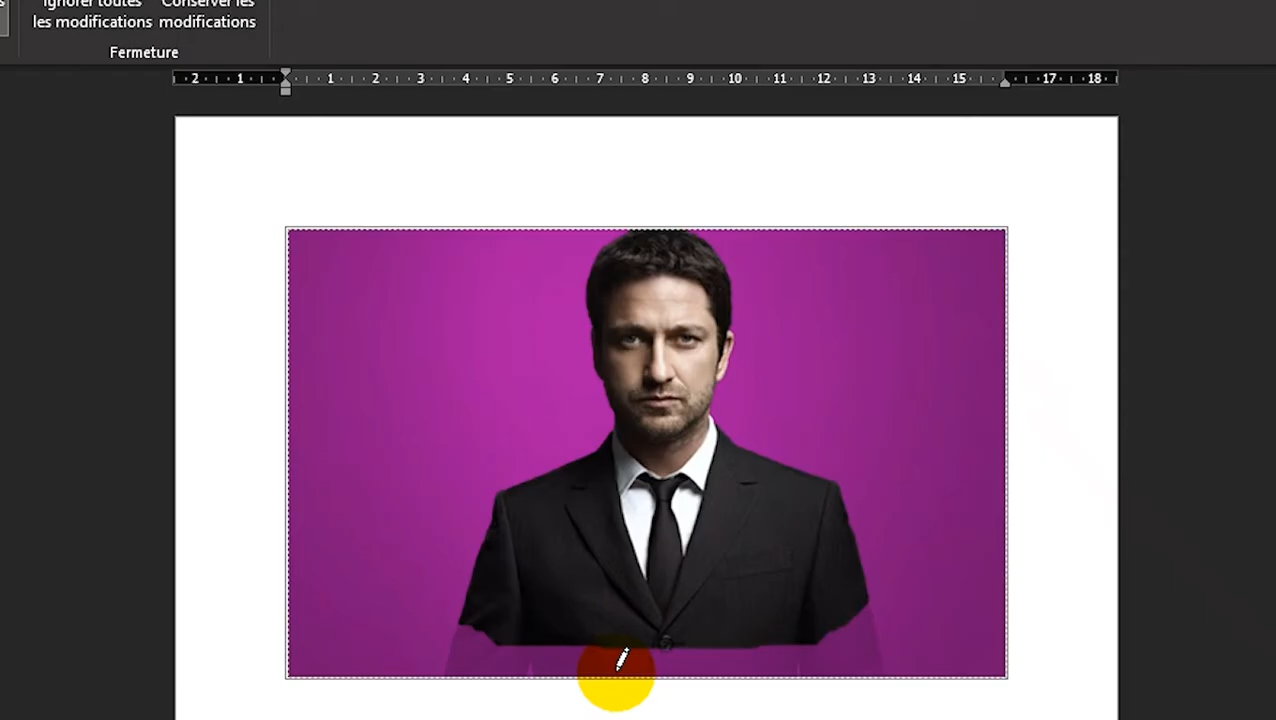 Ignorer toutes Conserver les
les modifications modifications
Fermeture
2 1 1 2 3 4 5 6 7 8 9 10 11 12 13 14 15 17 18